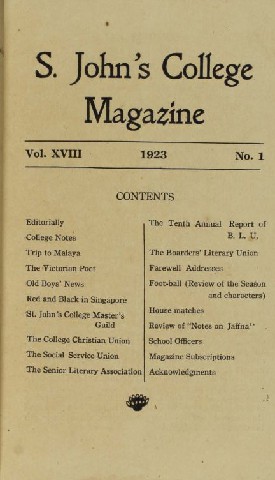 S. John's College
Magazine
Vol. XVIII 1923 No. 1
CONTENTS
Editorially
College Notes
Trip to Malaya
The Victorian Poet
Old Boys' News
Red and Black in Singapore
St. John's College Master's
Guild
The College Christian Union
The Social Service Union
The Senior Literary Association
The Tenth Annual Report of
B. L. U.
The Boarders' Literary Union
Farewell Addresses
Foot-ball (Review of the Season
and characters)
House matches
Review of "Notes on Jaffna"
School Officers
Magazine Subscriptions
Acknowledgments